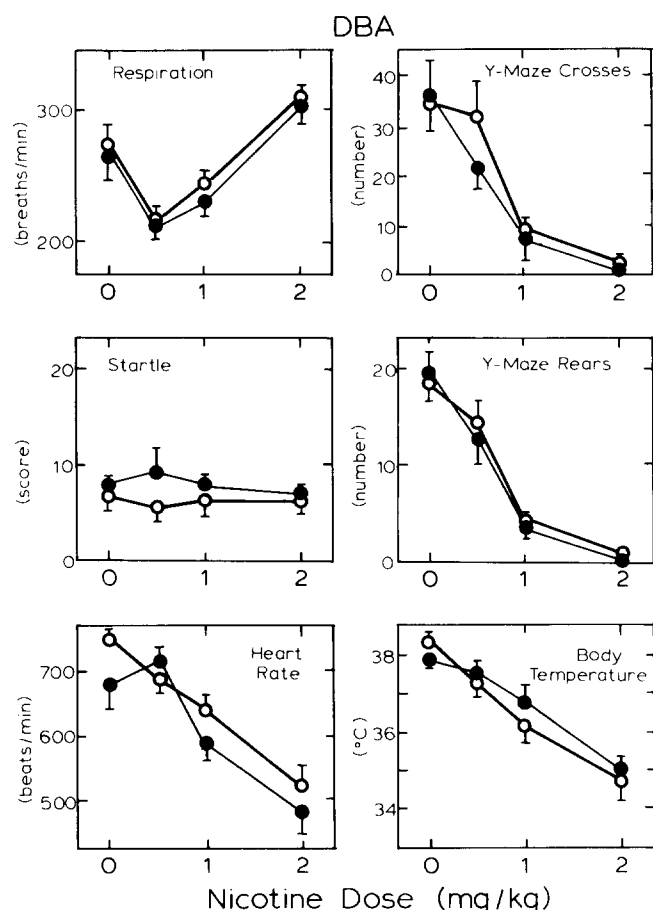 DBA
Respiration
(breaths/min)
300
200
0 1 2
Y-Maze Crosses
(number)
40
30
20
10
0
0 1 2
Startle
(score)
20
10
0
0 1 2
Y-Maze Rears
(number)
20
10
0
0 1 2
Heart
Rate
(beats/min)
700
600
500
0 1 2
Body
Temperature
(°C)
38
36
34
0 1 2
Nicotine Dose (mg/kg)